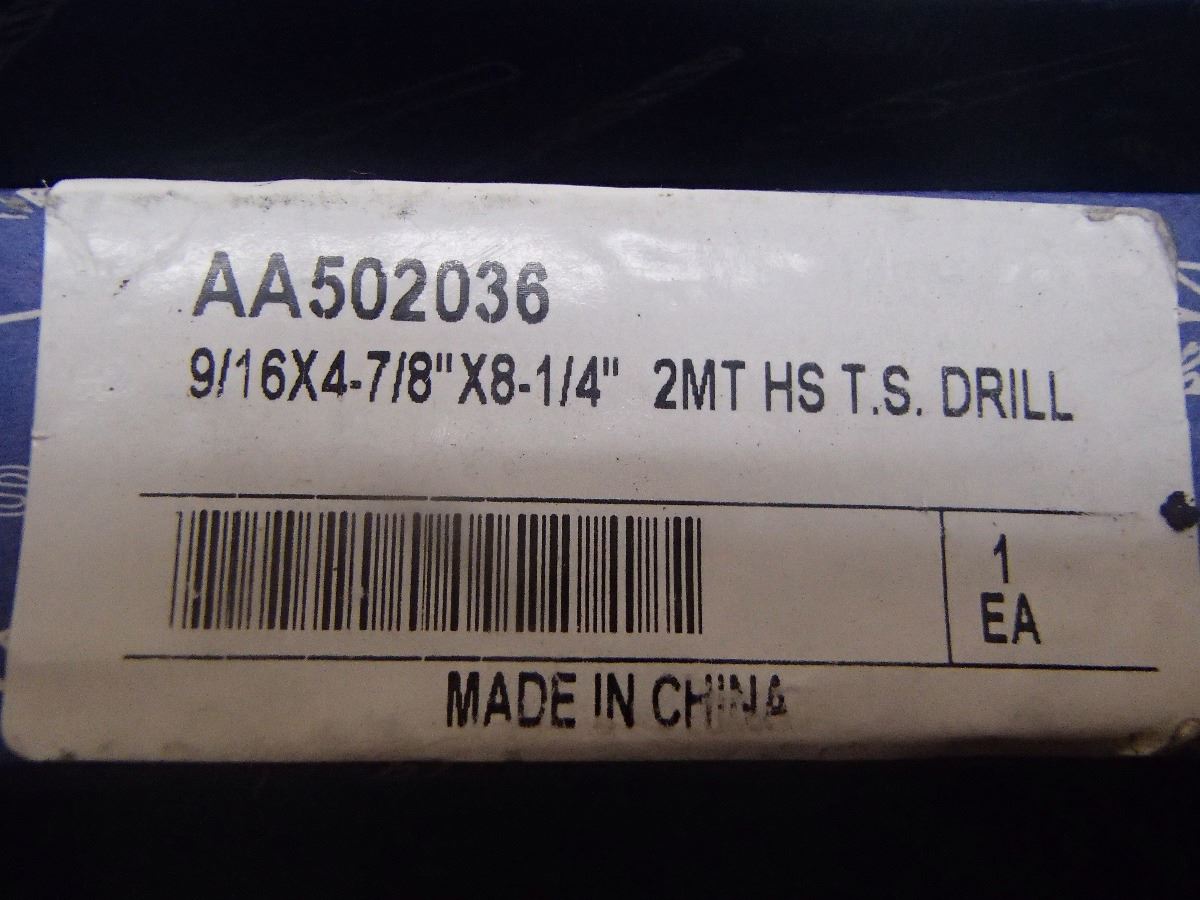 AA502036
9/16X4-7/8"X8-1/4" 2MT HS T.S. DRILL
1
EA
MADE IN CHINA